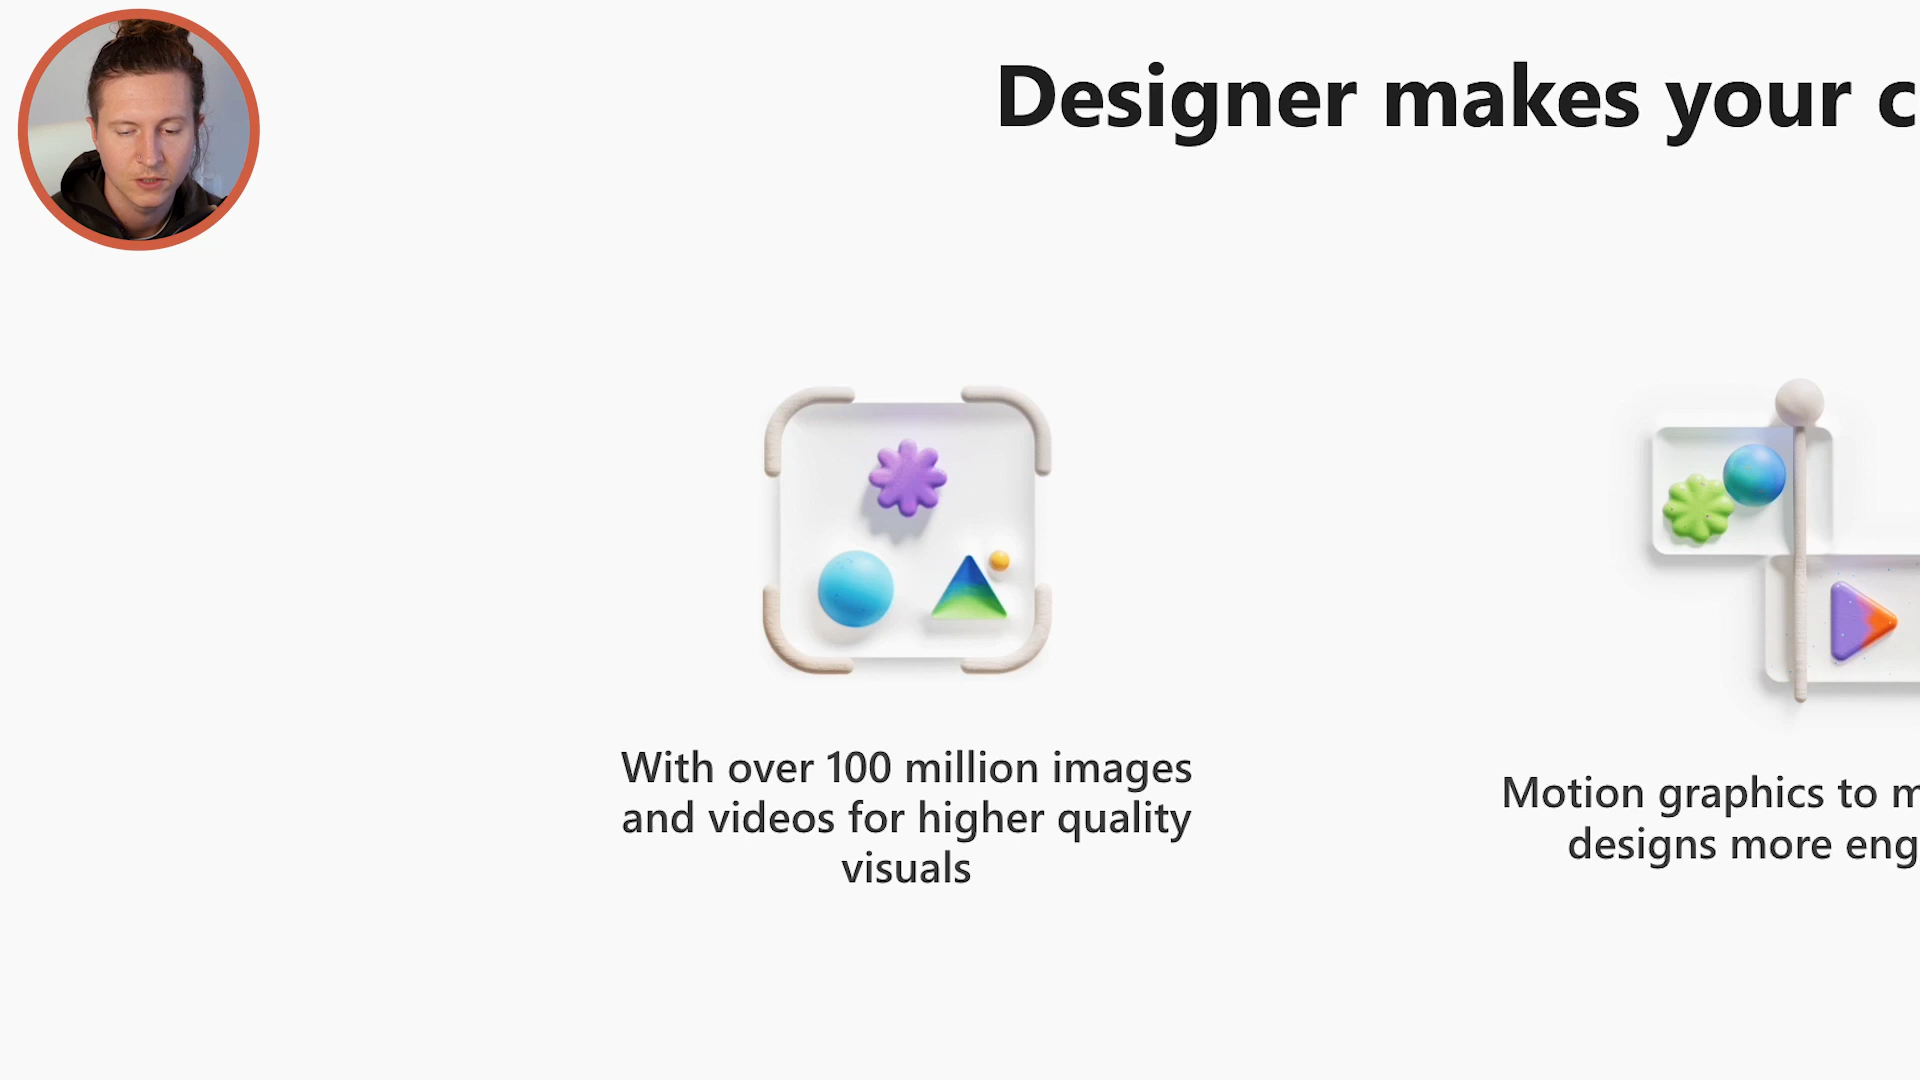 Designer makes your
With over 100 million images
and videos for higher quality
visuals
Motion graphics to
designs more